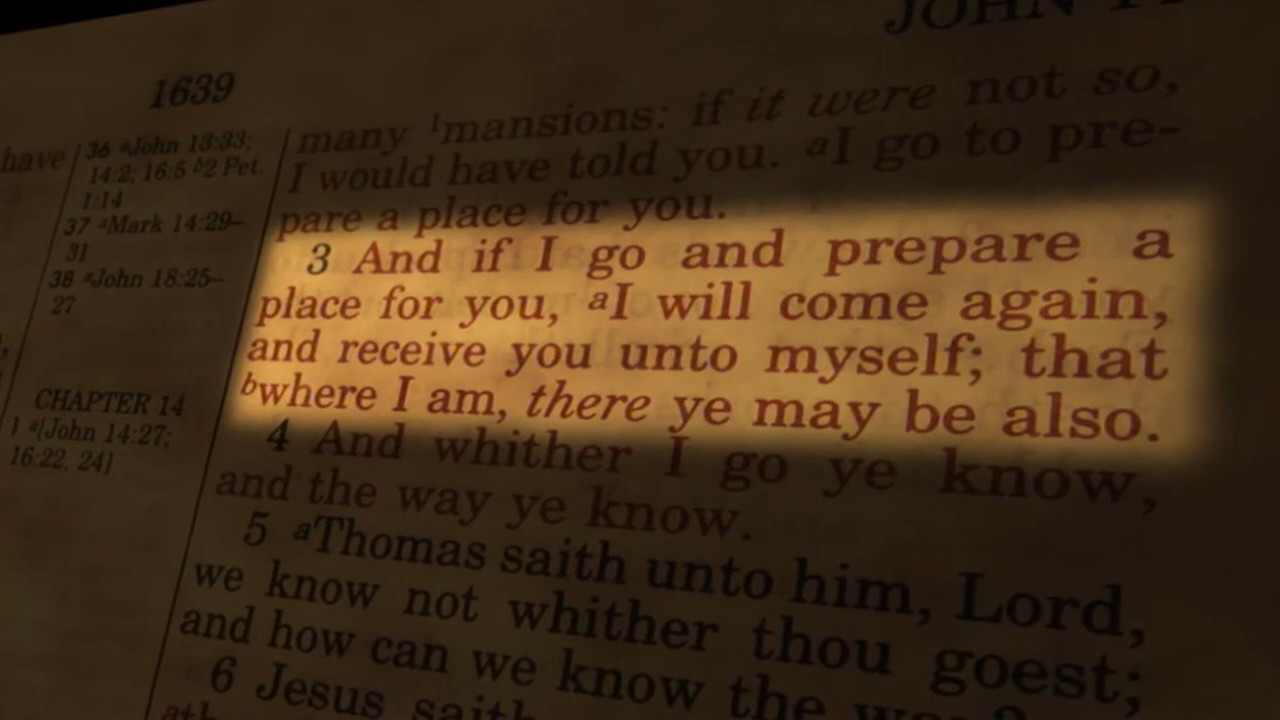 JOHN
1639
have
36 aJohn 13:33;
14:2; 16:5 b2 Pet.
1:14
37 aMark 14:29–
31
38 aJohn 18:25–
27
CHAPTER 14
1 a[John 14:27;
16:22, 24]
many 1mansions: if it were not so,
I would have told you. aI go to pre-
pare a place for you.
3 And if I go and prepare a
place for you, aI will come again,
and receive you unto myself; that
bwhere I am, there ye may be also.
4 And whither I go ye know,
and the way ye know.
5 aThomas saith unto him, Lord,
we know not whither thou goest;
and how can we know the way?
6 Jesus saith